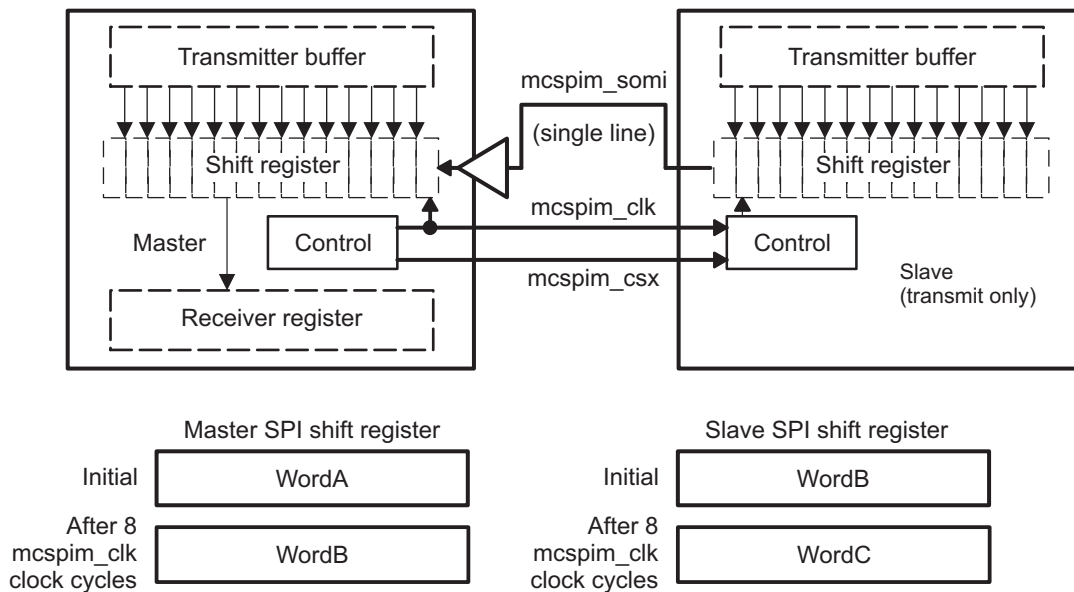 Transmitter buffer
Transmitter buffer
mcspim_somi
(single line)
Shift register
Shift register
mcspim_clk
Master
Control
Control
mcspim_csx
Slave
(transmit only)
Receiver register
Master SPI shift register
Slave SPI shift register
Initial
WordA
Initial
WordB
After 8
mcspim_clk
clock cycles
WordB
After 8
mcspim_clk
clock cycles
WordC